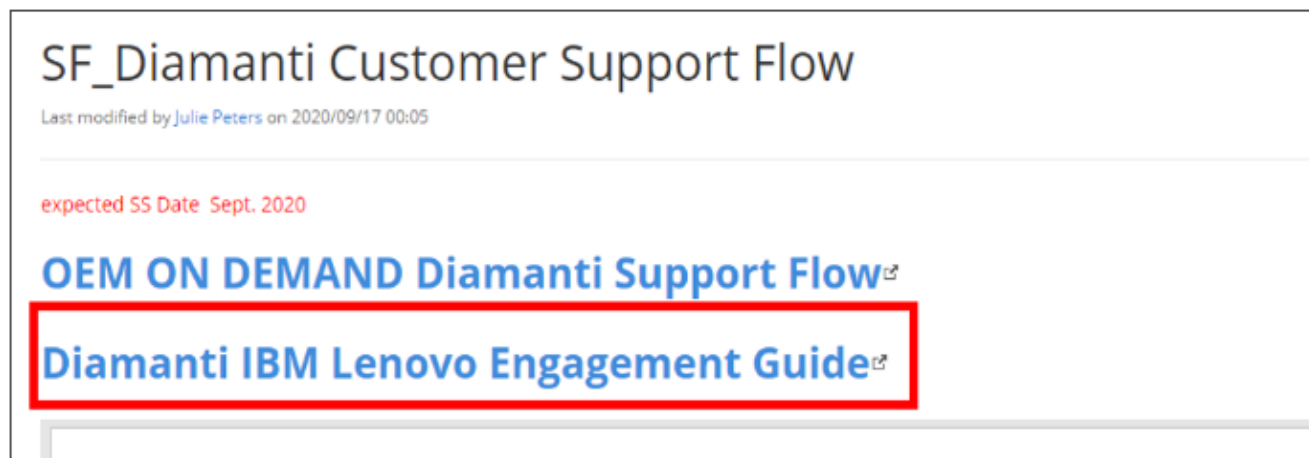 SF_Diamanti Customer Support Flow
Last modified by Julie Peters on 2020/09/17 00:05
expected SS Date Sept. 2020
OEM ON DEMAND Diamanti Support Flow
Diamanti IBM Lenovo Engagement Guide